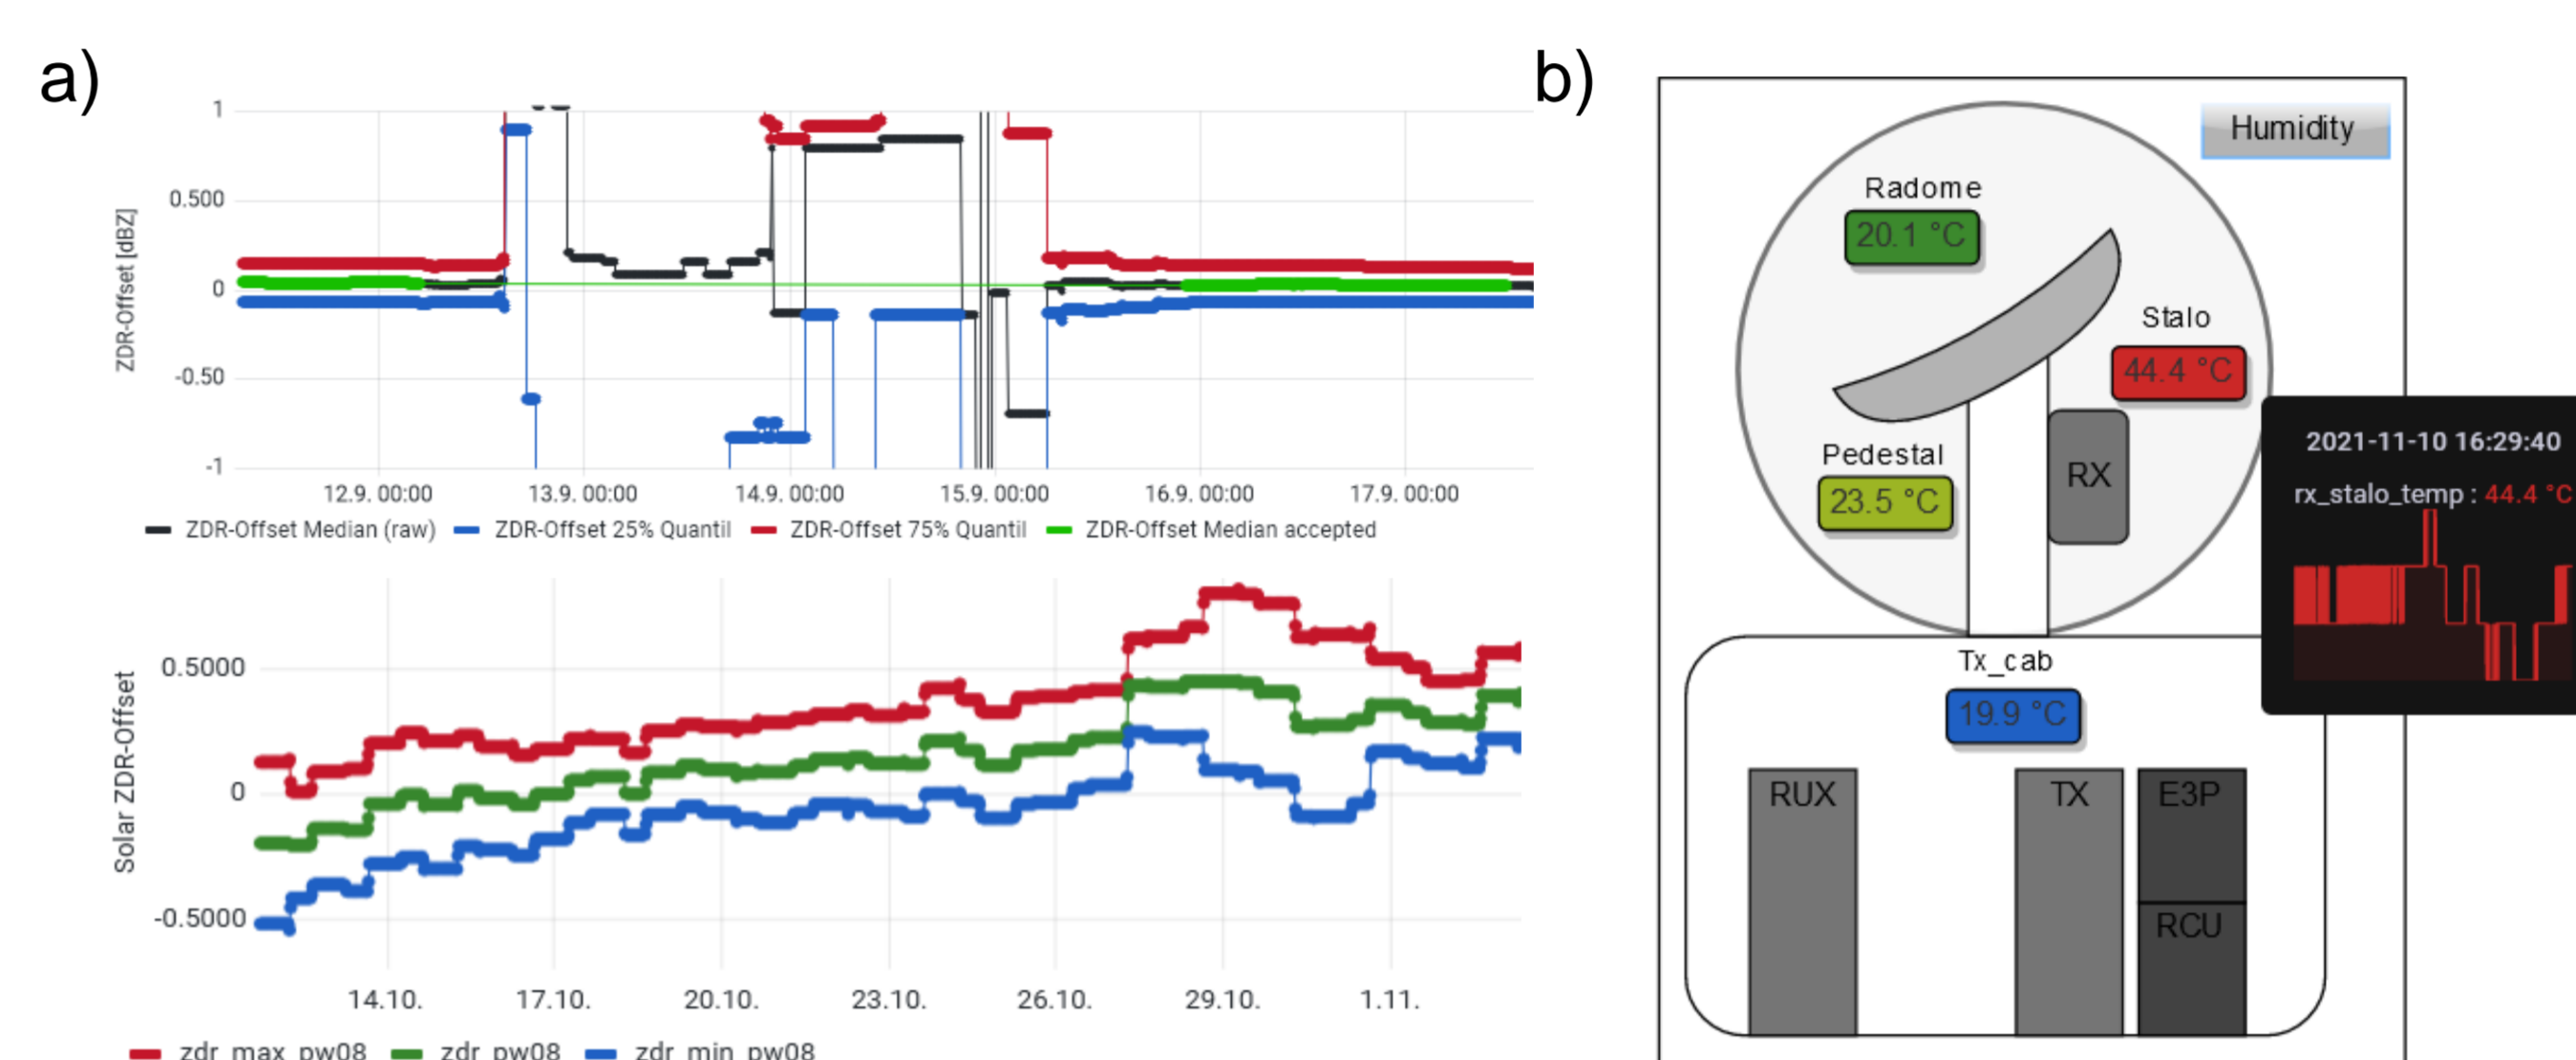 a)
ZDR-Offset [dBZ]
1
0.500
0
-0.50
-1
12.9. 00:00 13.9. 00:00 14.9. 00:00 15.9. 00:00 16.9. 00:00 17.9. 00:00
ZDR-Offset Median (raw) ZDR-Offset 25% Quantil ZDR-Offset 75% Quantil ZDR-Offset Median accepted
Solar ZDR-Offset
0.5000
0
-0.5000
14.10. 17.10. 20.10. 23.10. 26.10. 29.10. 1.11.
zdr_max_pw08 zdr_pw08 zdr_min_pw08
b)
Humidity
Radome
20.1 °C
Stalo
44.4 °C
Pedestal
23.5 °C
RX
2021-11-10 16:29:40
rx_stalo_temp : 44.4 °C
Tx_cab
19.9 °C
RUX TX E3P
RCU